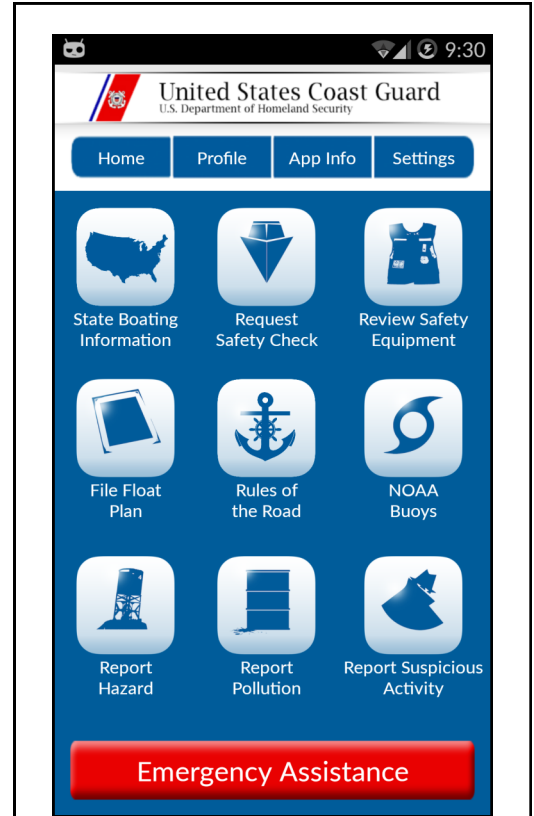 9:30
United States Coast Guard
U.S. Department of Homeland Security
Home Profile App Info Settings
State Boating
Information
Request
Safety Check
Review Safety
Equipment
File Float
Plan
Rules of
the Road
NOAA
Buoys
Report
Hazard
Report
Pollution
Report Suspicious
Activity
Emergency Assistance